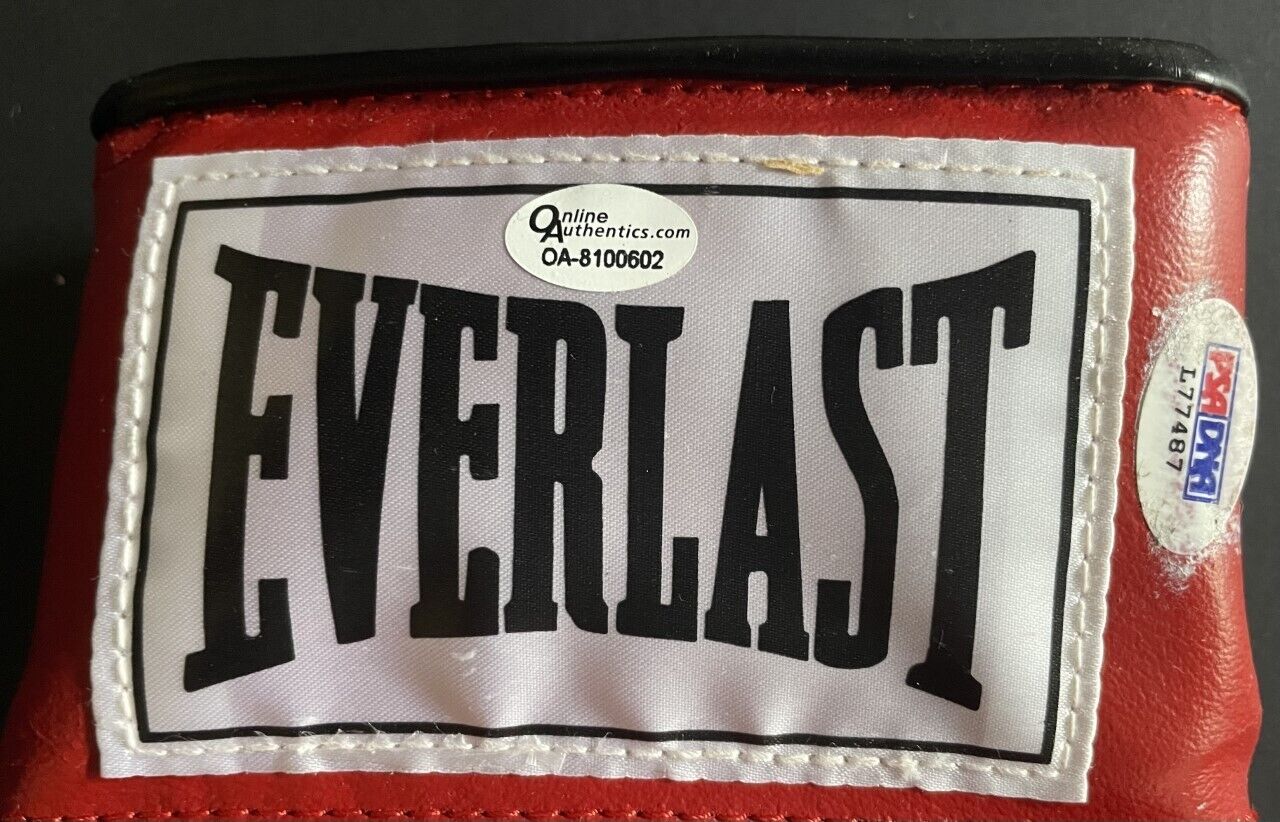 Online
Authentics.com
OA-8100602
EVERLAST
PSA DNA
L77487